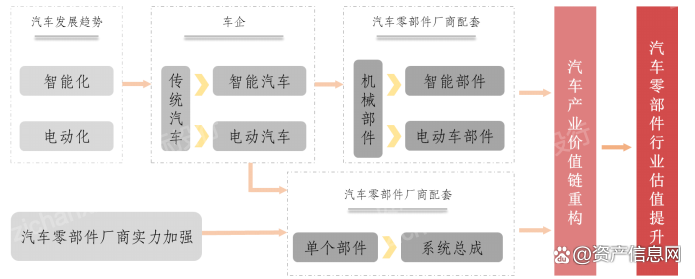 汽车发展趋势
智能化
电动化
车企
传统汽车
智能汽车
电动汽车
汽车零部件厂商配套
机械部件
智能部件
电动车部件
汽车零部件厂商实力加强
汽车零部件厂商配套
单个部件
系统总成
汽车产业价值链重构
汽车零部件行业估值提升
@资产信息网